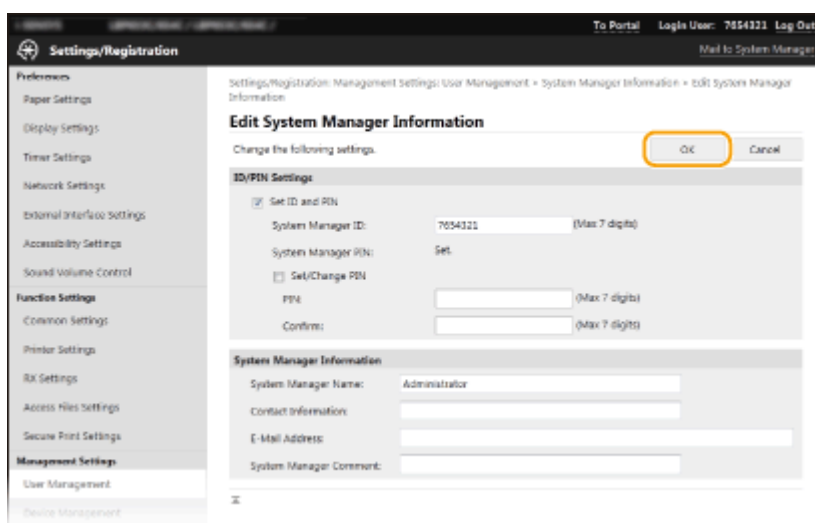 To Portal Login User: 7654321 Log Out
Settings/Registration
Mail to System Manager
Preferences
Paper Settings
Display Settings
Timer Settings
Network Settings
External Interface Settings
Accessibility Settings
Sound Volume Control
Function Settings
Common Settings
Printer Settings
RX Settings
Access Files Settings
Secure Print Settings
Management Settings
User Management
Device Management
Settings/Registration: Management Settings: User Management > System Manager Information > Edit System Manager
Information
Edit System Manager Information
Change the following settings.
OK Cancel
ID/PIN Settings
Set ID and PIN
System Manager ID: 7654321 (Max 7 digits)
System Manager PIN: Set.
Set/Change PIN
PIN: (Max 7 digits)
Confirm: (Max 7 digits)
System Manager Information
System Manager Name: Administrator
Contact Information:
E-Mail Address:
System Manager Comment: